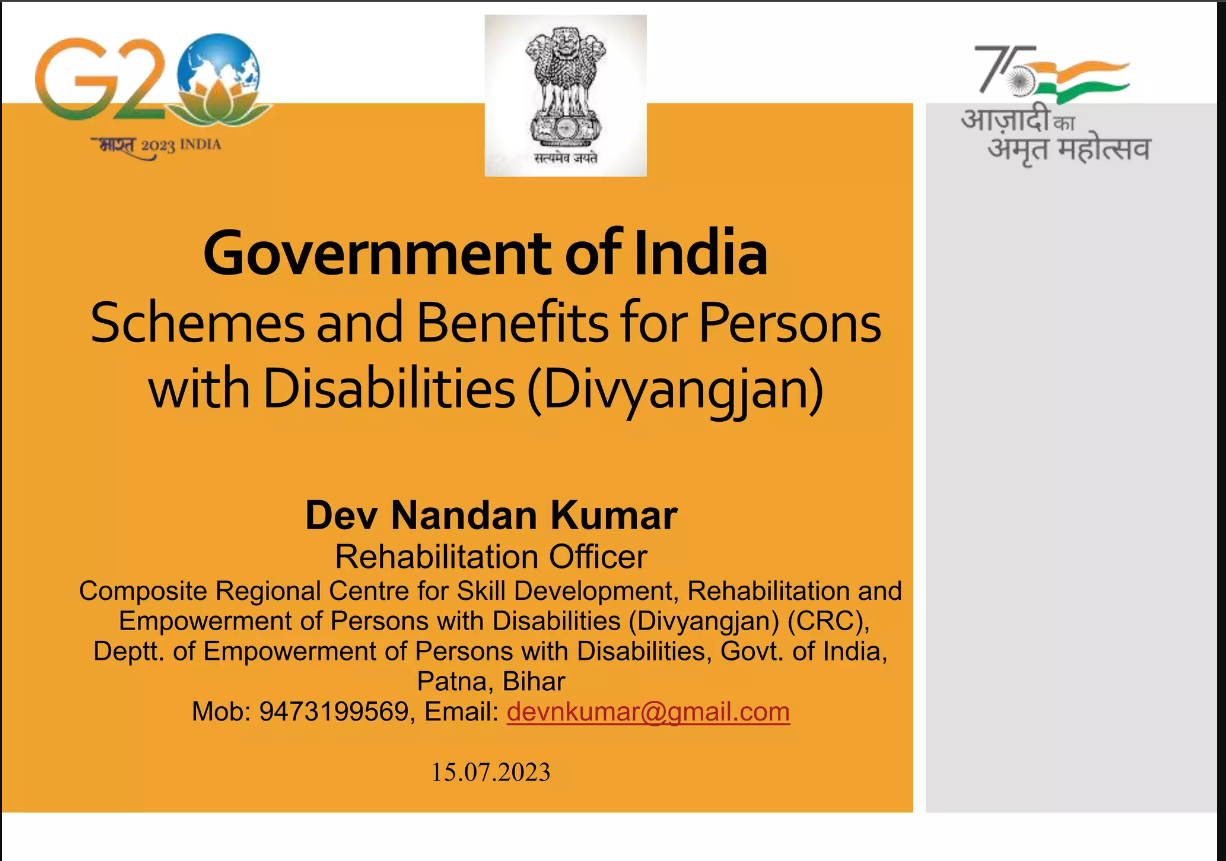 G20
भारत 2023 INDIA
सत्यमेव जयते
75
आज़ादी का
अमृत महोत्सव
Government of India
Schemes and Benefits for Persons
with Disabilities (Divyangjan)
Dev Nandan Kumar
Rehabilitation Officer
Composite Regional Centre for Skill Development, Rehabilitation and
Empowerment of Persons with Disabilities (Divyangjan) (CRC),
Deptt. of Empowerment of Persons with Disabilities, Govt. of India,
Patna, Bihar
Mob: 9473199569, Email: devnkumar@gmail.com
15.07.2023